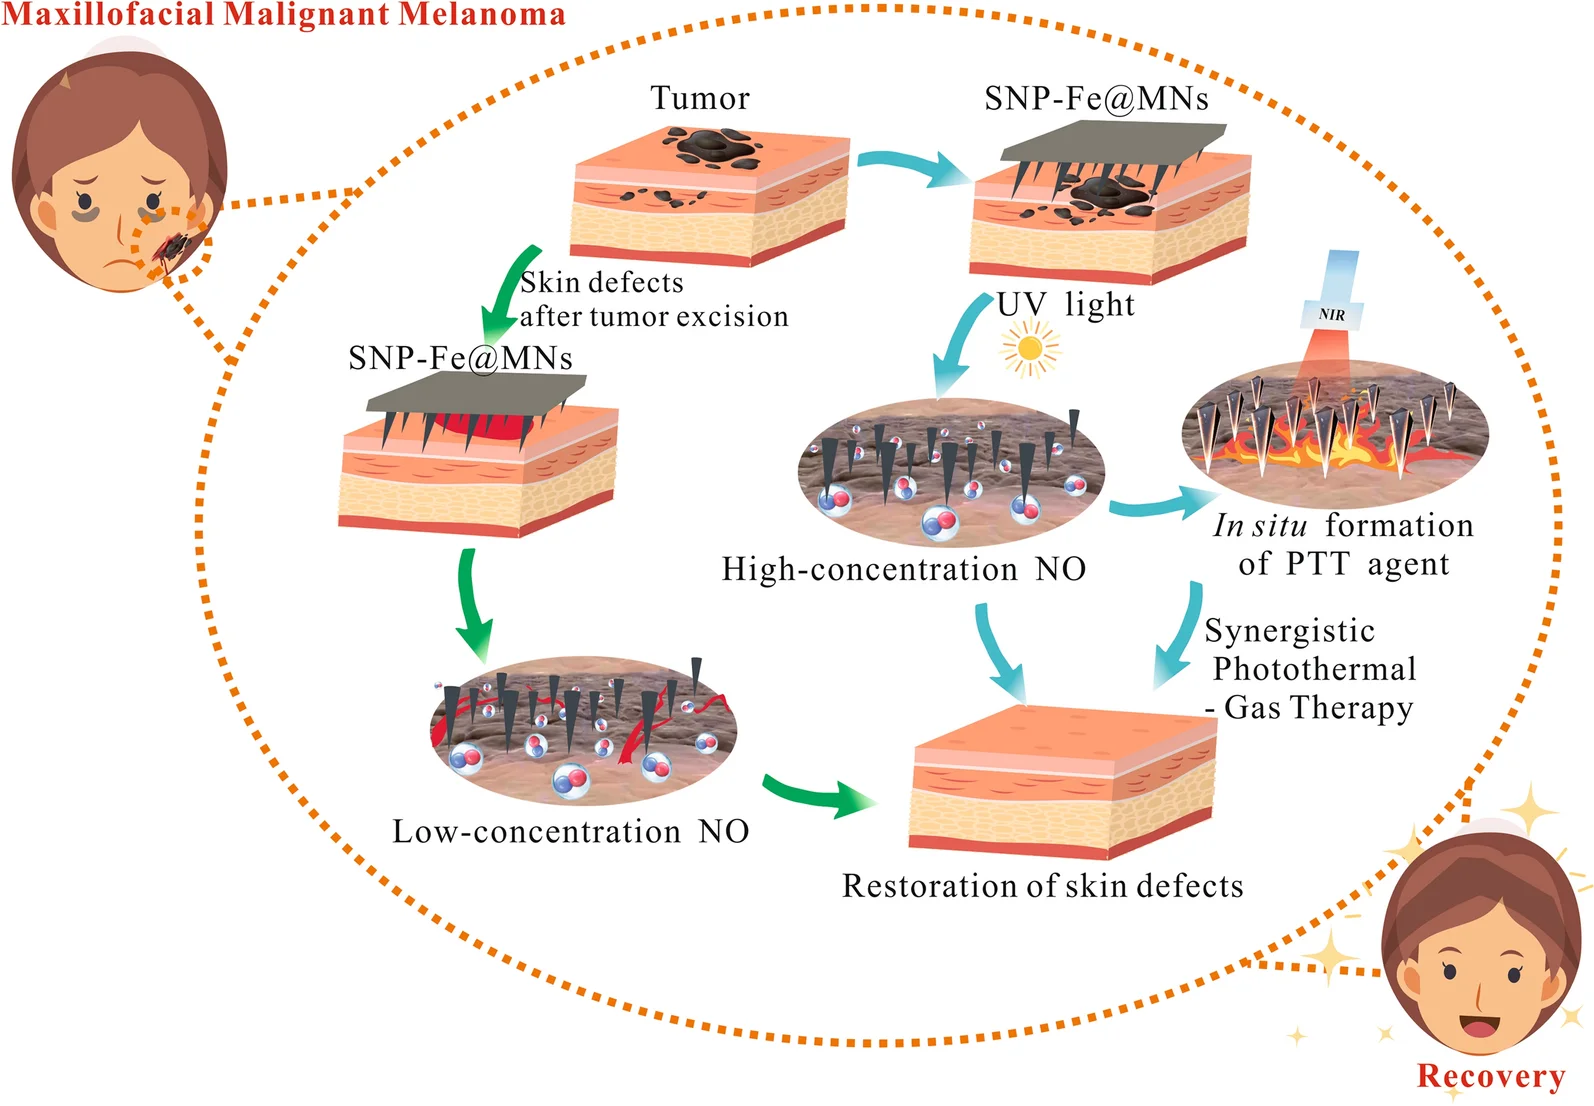 Maxillofacial Malignant Melanoma
Tumor
SNP-Fe@MNs
Skin defects
after tumor excision
SNP-Fe@MNs
UV light
NIR
High-concentration NO
In situ formation
of PTT agent
Synergistic
Photothermal
- Gas Therapy
Low-concentration NO
Restoration of skin defects
Recovery